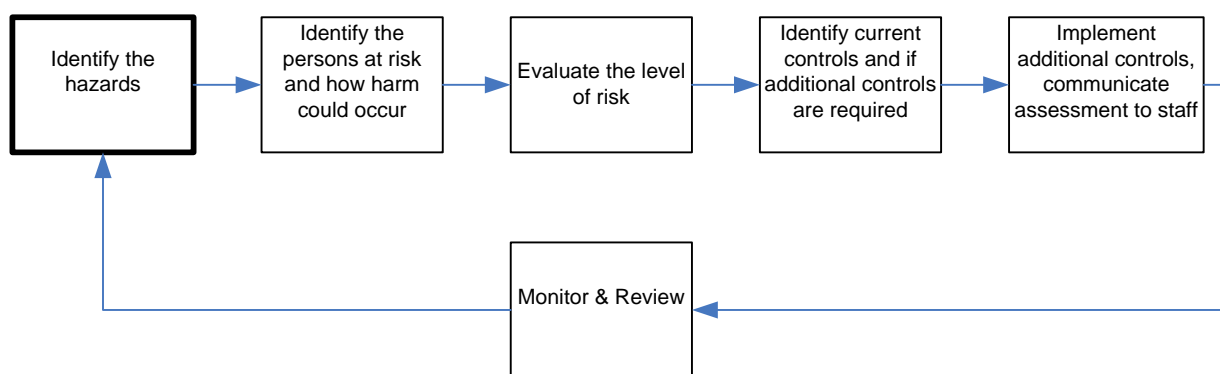 Identify the
hazards
Identify the
persons at risk
and how harm
could occur
Evaluate the level
of risk
Identify current
controls and if
additional controls
are required
Implement
additional controls,
communicate
assessment to staff
Monitor & Review